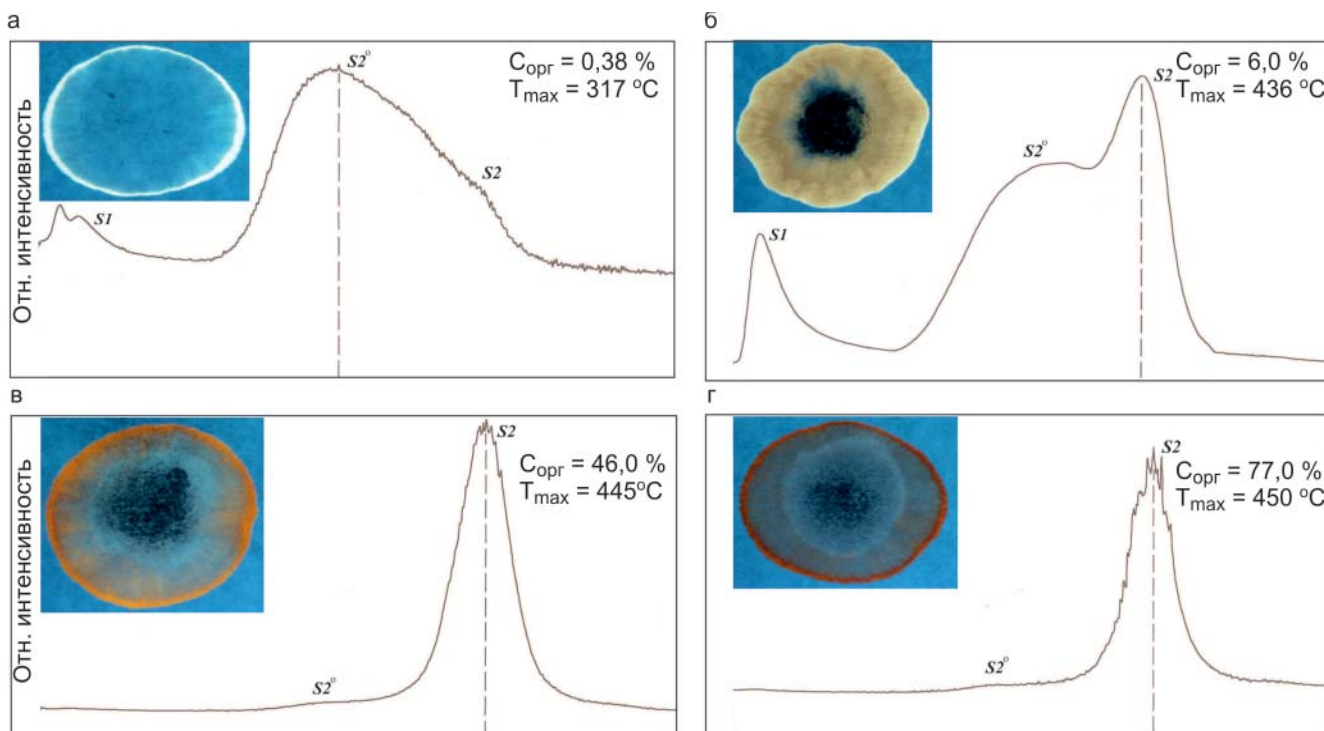 а
Отн. интенсивность
S1
S2°
S2
Cорг = 0,38 %
Tmax = 317 °C
б
S1
S2°
S2
Cорг = 6,0 %
Tmax = 436 °C
в
Отн. интенсивность
S2°
S2
Cорг = 46,0 %
Tmax = 445°C
г
S2°
S2
Cорг = 77,0 %
Tmax = 450 °C